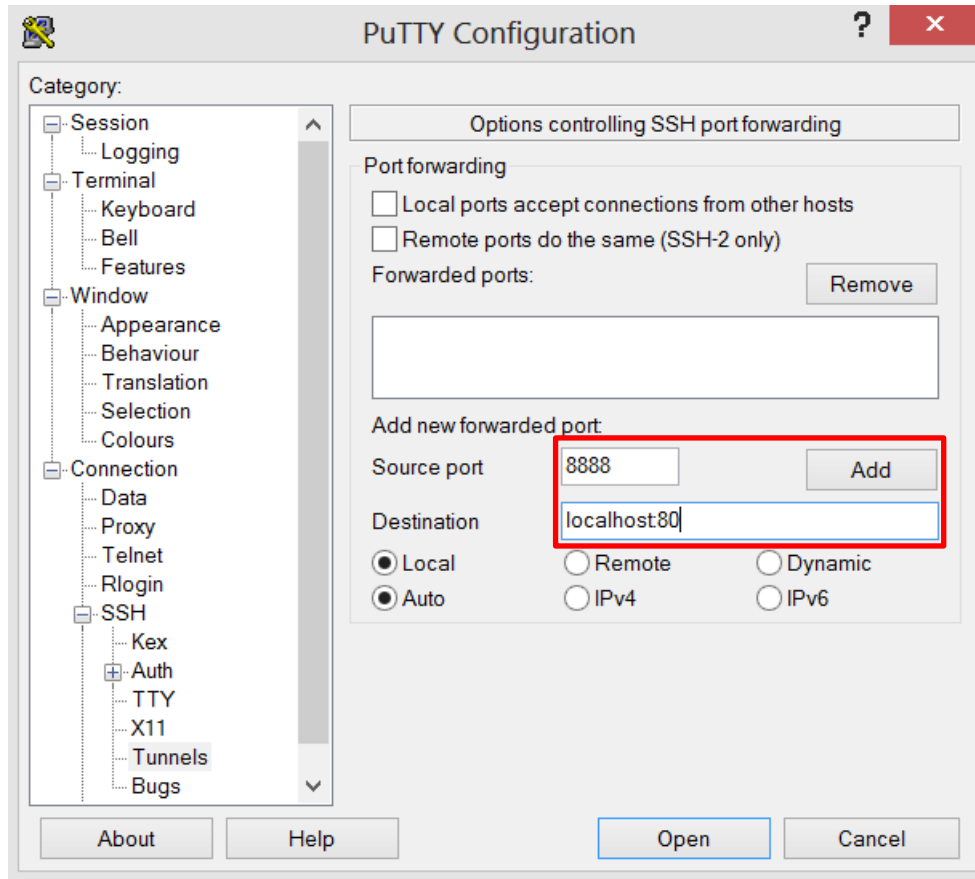 PuTTY Configuration
?
x
Category:
Session
Logging
Terminal
Keyboard
Bell
Features
Window
Appearance
Behaviour
Translation
Selection
Colours
Connection
Data
Proxy
Telnet
Rlogin
SSH
Kex
Auth
TTY
X11
Tunnels
Bugs
Options controlling SSH port forwarding
Port forwarding
Local ports accept connections from other hosts
Remote ports do the same (SSH-2 only)
Forwarded ports:
Remove
Add new forwarded port:
Source port 8888 Add
Destination localhost:80
Local Remote Dynamic
Auto IPv4 IPv6
About Help Open Cancel